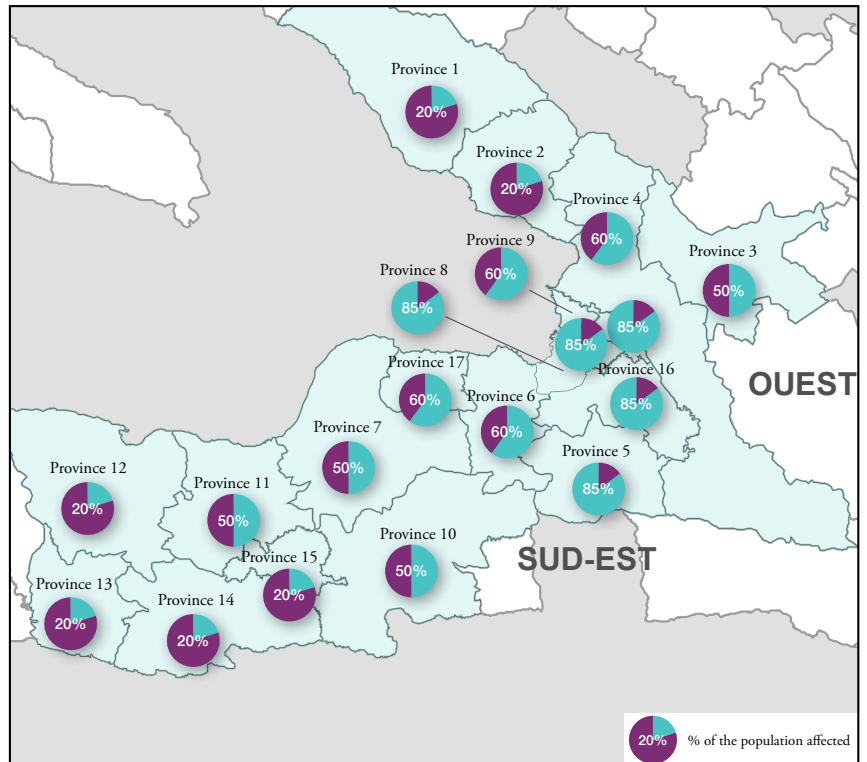 Province 1
20%
Province 2
20%
Province 4
60%
Province 9
60%
Province 3
50%
Province 8
85%
85%
85%
Province 16
85%
OUEST
Province 17
60%
Province 6
60%
Province 7
50%
Province 5
85%
Province 12
20%
Province 11
50%
Province 10
50%
SUD-EST
Province 15
20%
Province 13
20%
Province 14
20%
20% % of the population affected